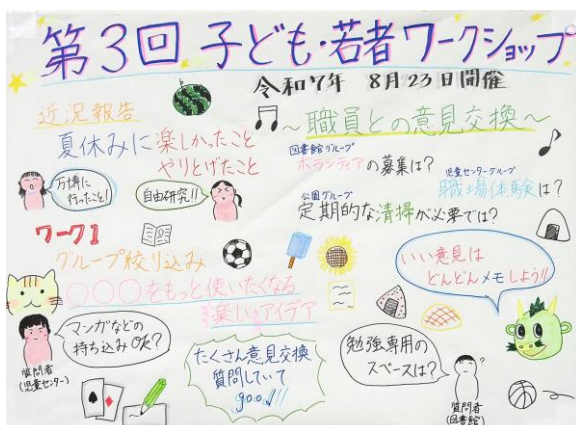 第3回 子ども・若者ワークショップ
令和7年 8月23日開催
近況報告
夏休みに楽しかったこと
やりとげたこと
万博に
行ったこと!
自由研究!!
〜職員との意見交換〜
図書館グループ
ボランティアの募集は?
児童センターグループ
職場体験は?
公園グループ
定期的な清掃が必要では?
ワーク1
グループ絞り込み
○○○をもっと使いたくなる
楽しいアイデア
いい意見は
どんどんメモしよう!!
マンガなどの
持ち込みOK?
質問者
(児童センター)
たくさん意見交換
質問していて
good!!
勉強専用の
スペースは?
質問者
(図書館)